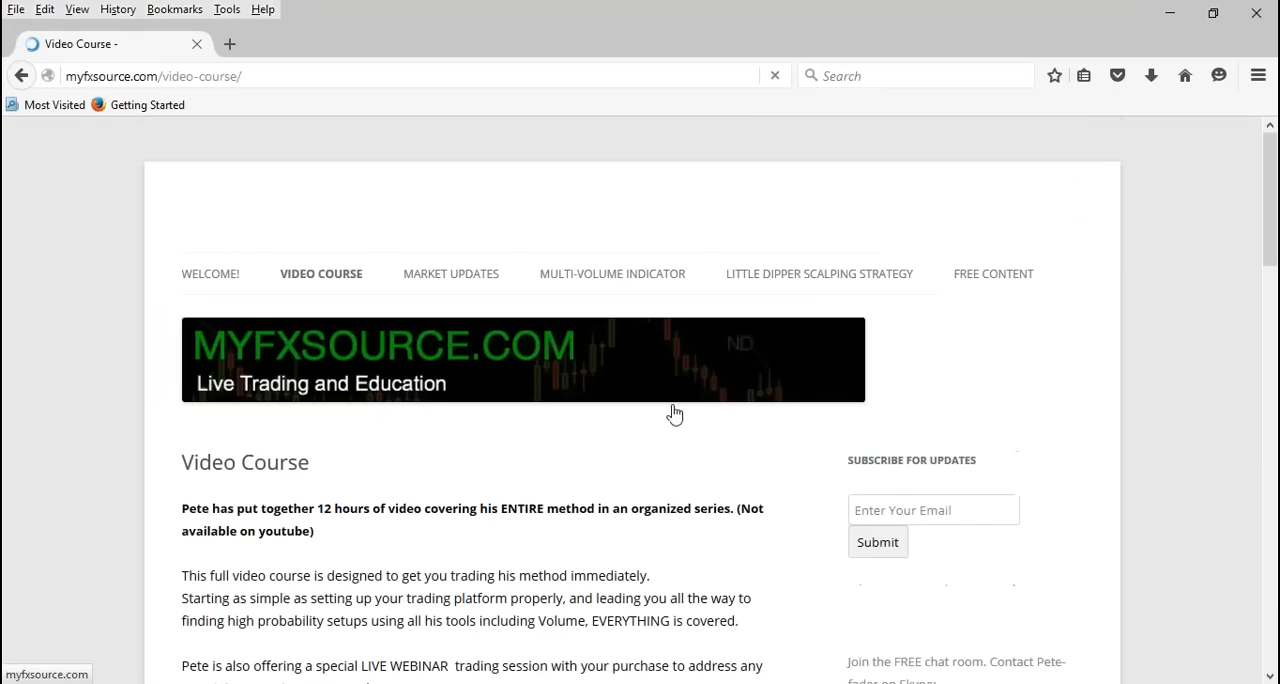 File Edit View History Bookmarks Tools Help
Video Course -
myfxsource.com/video-course/
Search
Most Visited Getting Started
WELCOME! VIDEO COURSE MARKET UPDATES MULTI-VOLUME INDICATOR LITTLE DIPPER SCALPING STRATEGY FREE CONTENT
MYFXSOURCE.COM
ND
Live Trading and Education
Video Course
Pete has put together 12 hours of video covering his ENTIRE method in an organized series. (Not
available on youtube)
This full video course is designed to get you trading his method immediately.
Starting as simple as setting up your trading platform properly, and leading you all the way to
finding high probability setups using all his tools including Volume, EVERYTHING is covered.
Pete is also offering a special LIVE WEBINAR trading session with your purchase to address any
SUBSCRIBE FOR UPDATES
Enter Your Email
Submit
Join the FREE chat room. Contact Pete-
fader on Skype:
myfxsource.com